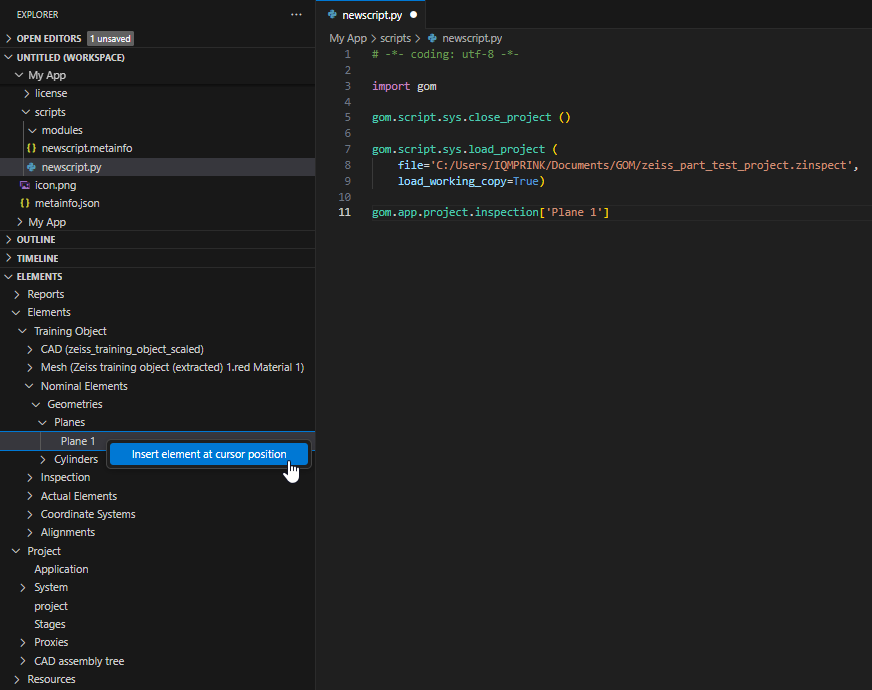 EXPLORER
OPEN EDITORS 1 unsaved
UNTITLED (WORKSPACE)
My App
license
scripts
modules
{} newscript.metainfo
newscript.py
icon.png
{} metainfo.json
My App
OUTLINE
TIMELINE
ELEMENTS
Reports
Elements
Training Object
CAD (zeiss_training_object_scaled)
Mesh (Zeiss training object (extracted) 1.red Material 1)
Nominal Elements
Geometries
Planes
Plane 1
Insert element at cursor position
Cylinders
Inspection
Actual Elements
Coordinate Systems
Alignments
Project
Application
System
project
Stages
Proxies
CAD assembly tree
Resources
newscript.py
My App > scripts > newscript.py
1 # -*- coding: utf-8 -*-
2
3 import gom
4
5 gom.script.sys.close_project ()
6
7 gom.script.sys.load_project (
8 file='C:/Users/IQMPRINK/Documents/GOM/zeiss_part_test_project.zinspect',
9 load_working_copy=True)
10
11 gom.app.project.inspection['Plane 1']